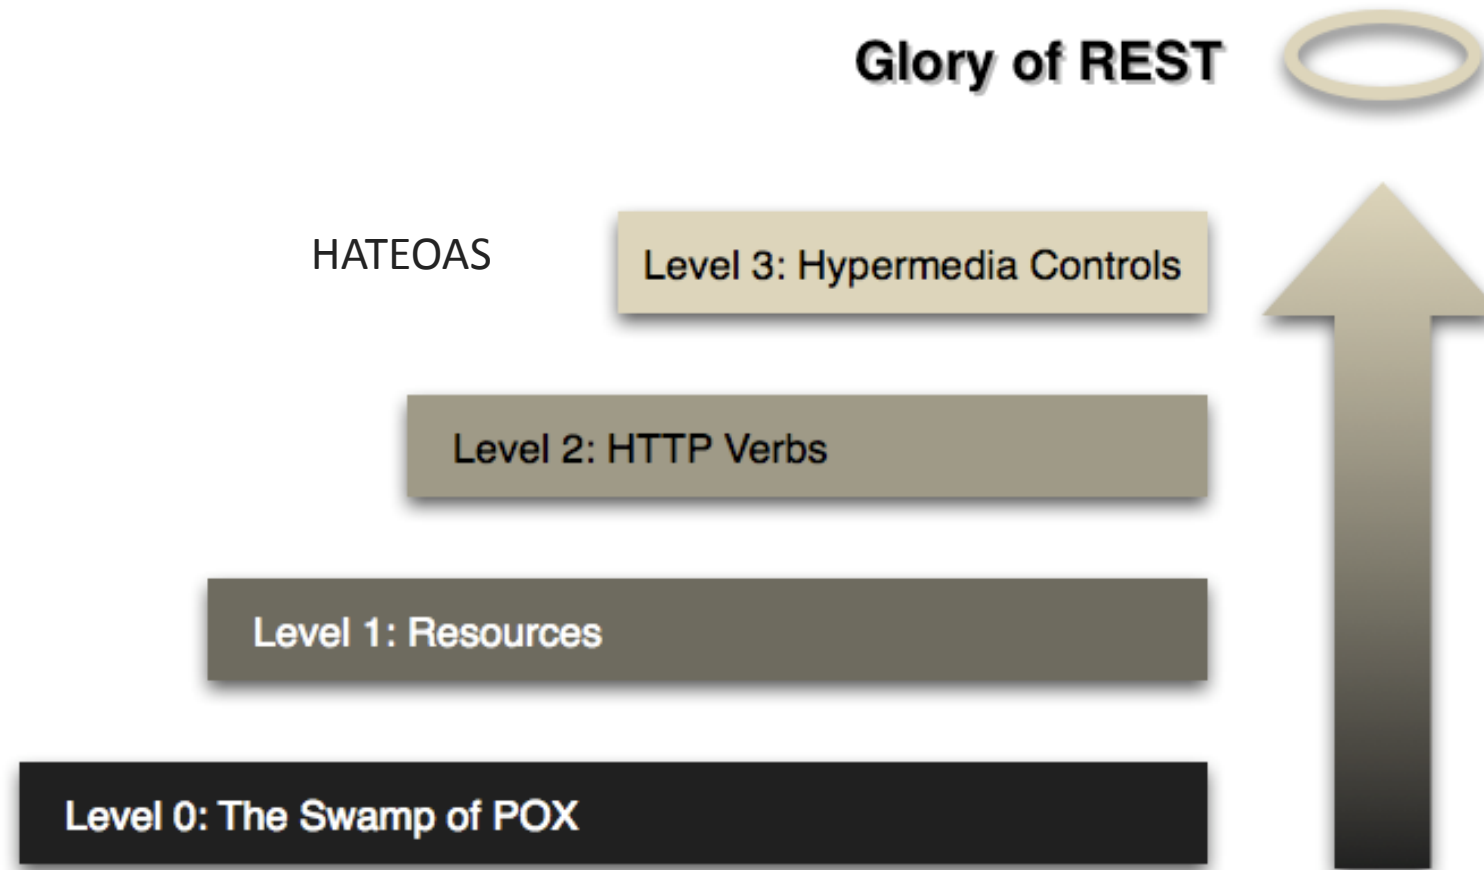 Glory of REST
HATEOAS
Level 3: Hypermedia Controls
Level 2: HTTP Verbs
Level 1: Resources
Level 0: The Swamp of POX